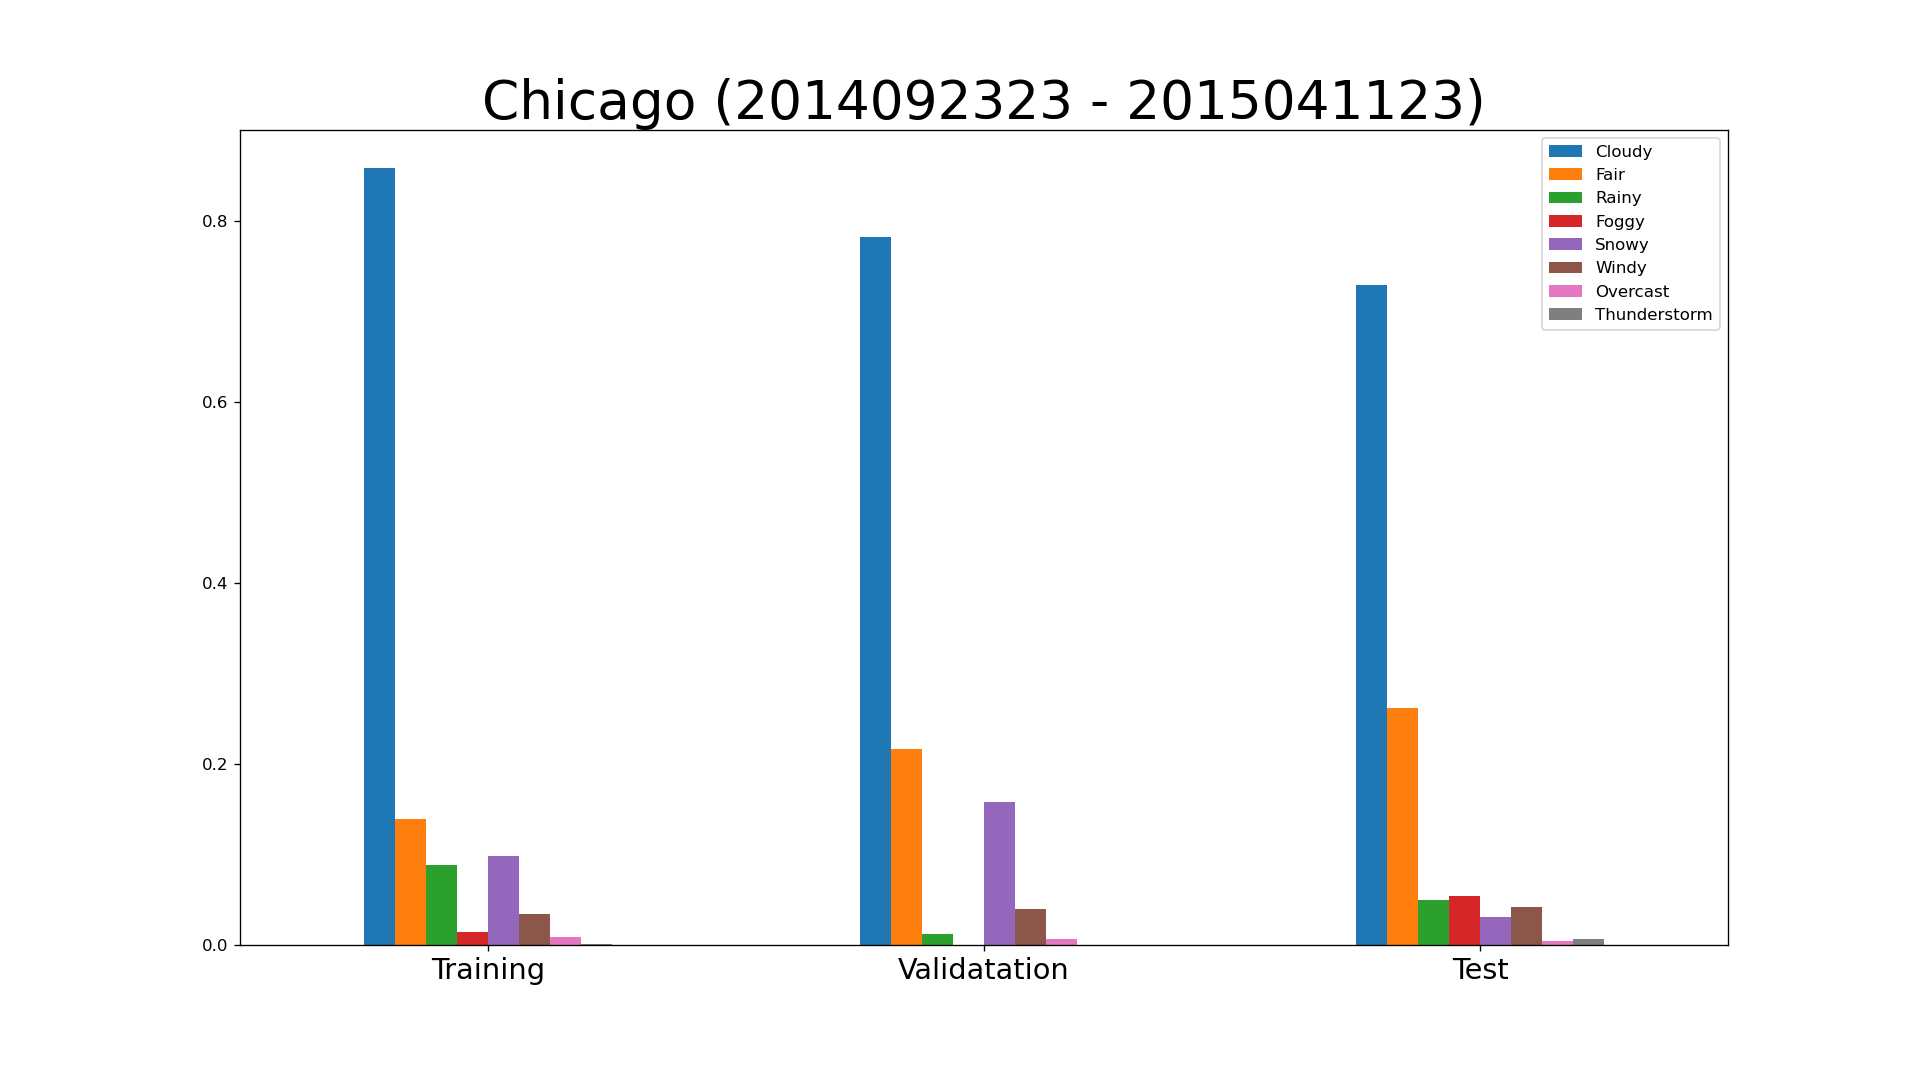 Chicago (2014092323 - 2015041123)
Cloudy
Fair
Rainy
Foggy
Snowy
Windy
Overcast
Thunderstorm
0.8
0.6
0.4
0.2
0.0
Training Validatation Test